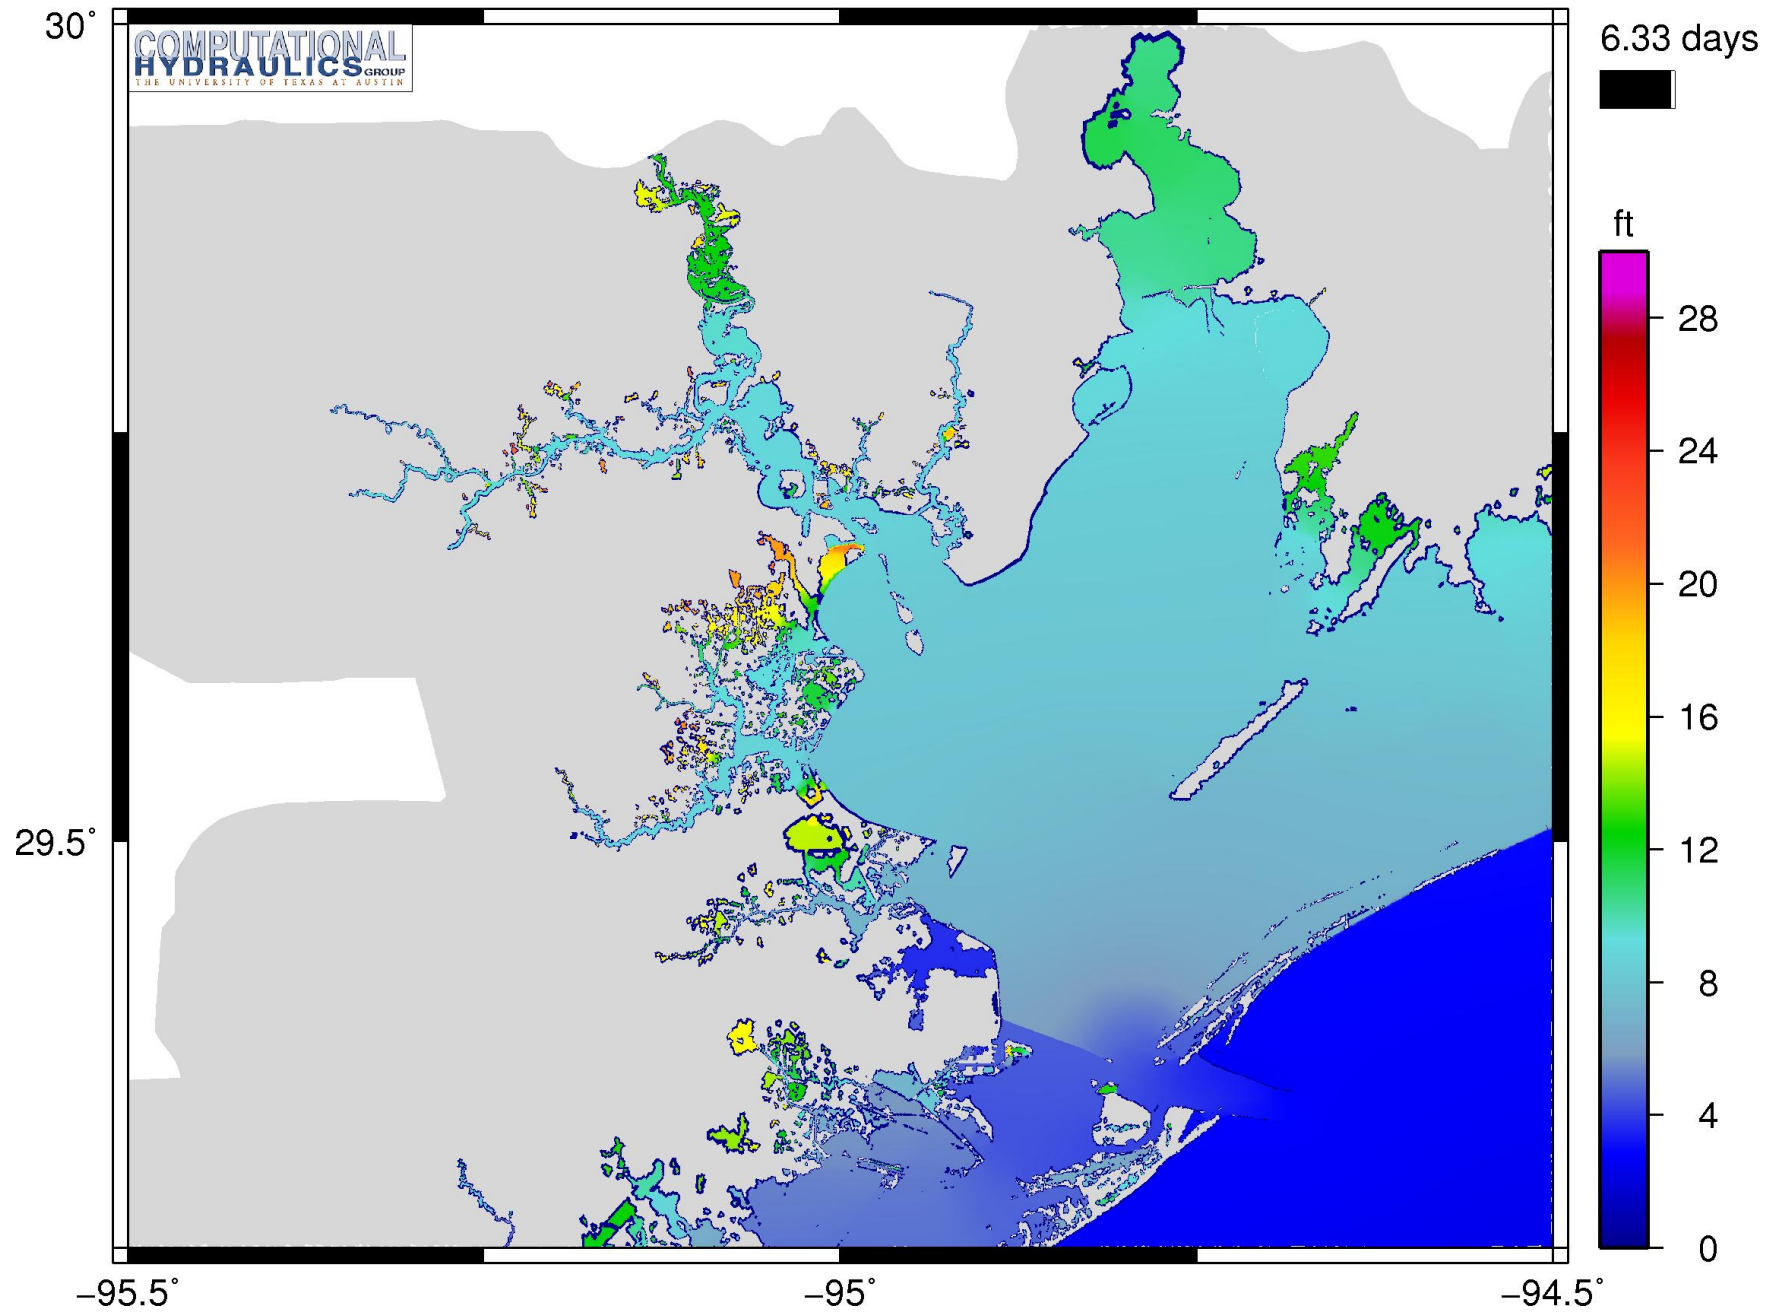 30°
COMPUTATIONAL
HYDRAULICS GROUP
THE UNIVERSITY OF TEXAS AT AUSTIN
6.33 days
ft
28
24
20
16
12
8
4
0
29.5°
−95.5°
−95°
−94.5°